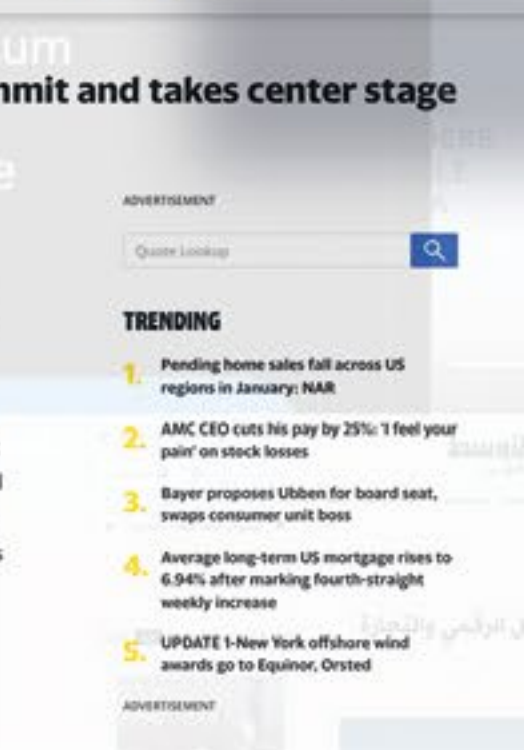 um
mmit and takes center stage
e
ADVERTISEMENT
Quote Lookup
TRENDING
1. Pending home sales fall across US
regions in January: NAR
2. AMC CEO cuts his pay by 25%: 'I feel your
pain' on stock losses
3. Bayer proposes Ubben for board seat,
swaps consumer unit boss
4. Average long-term US mortgage rises to
6.94% after marking fourth-straight
weekly increase
5. UPDATE 1-New York offshore wind
awards go to Equinor, Orsted
الرقمي والتجارة
ADVERTISEMENT